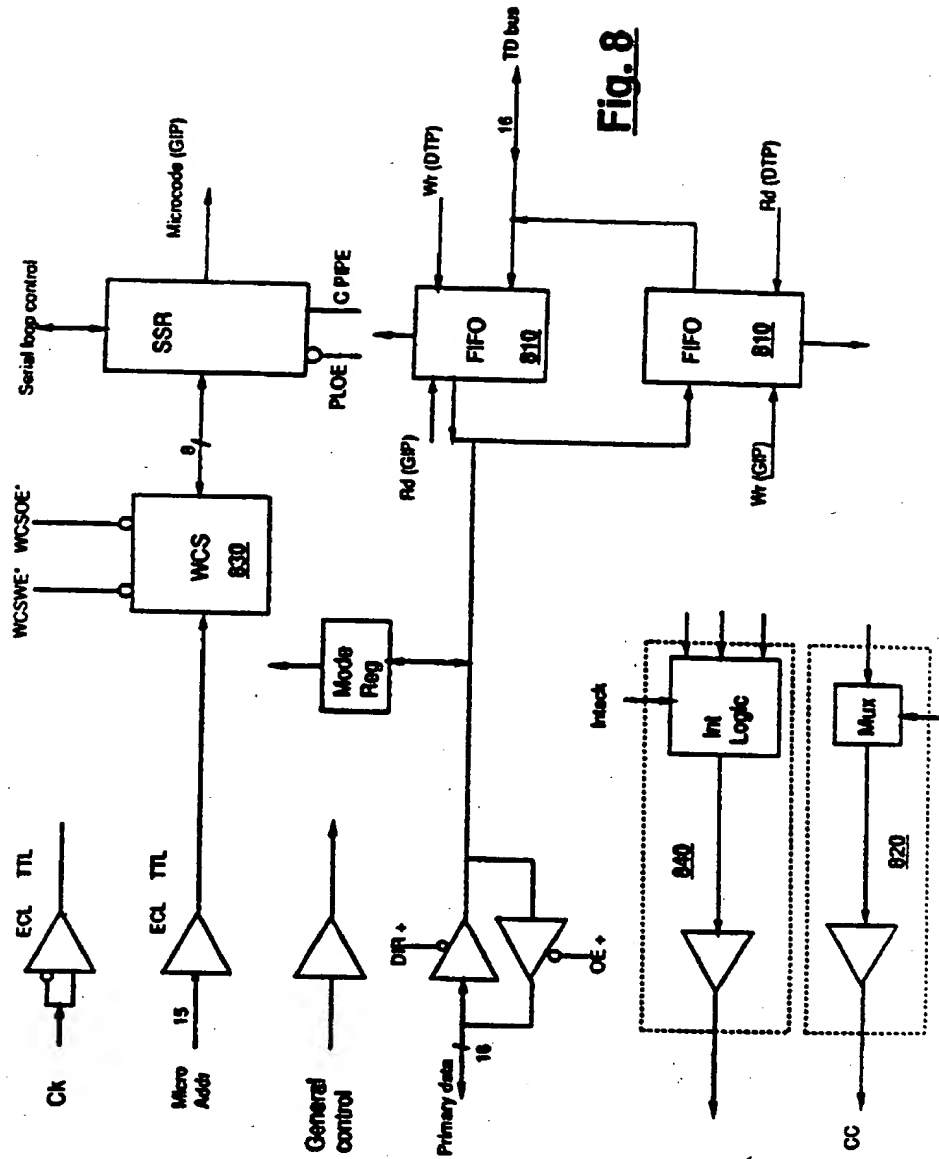 Serial loop control
SSR
Microcode (GIP)
PLOE
C PIPE
8
WCSWE*
WCSOE*
WCS
830
ECL
TTL
Ck
ECL
TTL
15
Micro
Addr
General
control
Mode
Reg
DIR +
OE +
Primary data
16
Rd (GIP)
Wr (DTP)
FIFO
810
16
TD bus
FIFO
810
Wr (GIP)
Rd (DTP)
Intack
Int
Logic
840
Mux
820
CC
Fig. 8